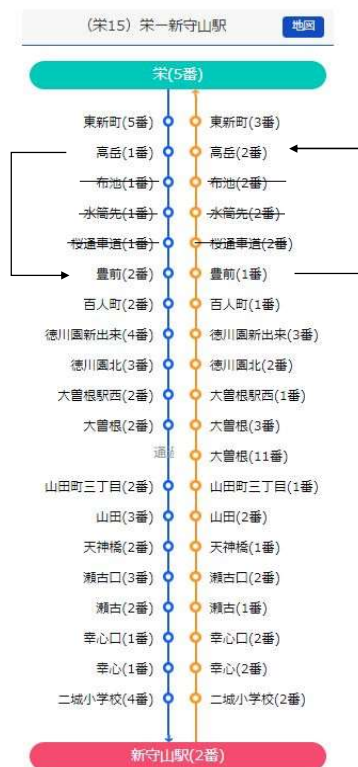 (栄15) 栄ー新守山駅 地図
栄(5番)
東新町(5番) 東新町(3番)
高岳(1番) 高岳(2番)
布池(1番) 布池(2番)
水筒先(1番) 水筒先(2番)
桜通車道(1番) 桜通車道(2番)
豊前(2番) 豊前(1番)
百人町(2番) 百人町(1番)
徳川園新出来(4番) 徳川園新出来(3番)
徳川園北(3番) 徳川園北(2番)
大曽根駅西(2番) 大曽根駅西(1番)
大曽根(2番) 大曽根(3番)
通過 大曽根(11番)
山田町三丁目(2番) 山田町三丁目(1番)
山田(3番) 山田(2番)
天神橋(2番) 天神橋(1番)
瀬古口(3番) 瀬古口(2番)
瀬古(2番) 瀬古(1番)
幸心口(1番) 幸心口(2番)
幸心(1番) 幸心(2番)
二城小学校(4番) 二城小学校(2番)
新守山駅(2番)